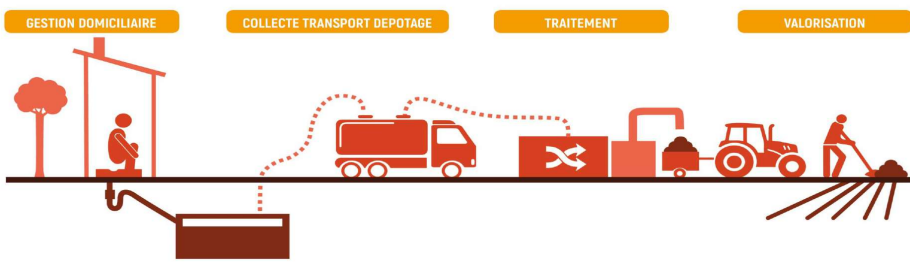 GESTION DOMICILIAIRE
COLLECTE TRANSPORT DEPOTAGE
TRAITEMENT
VALORISATION